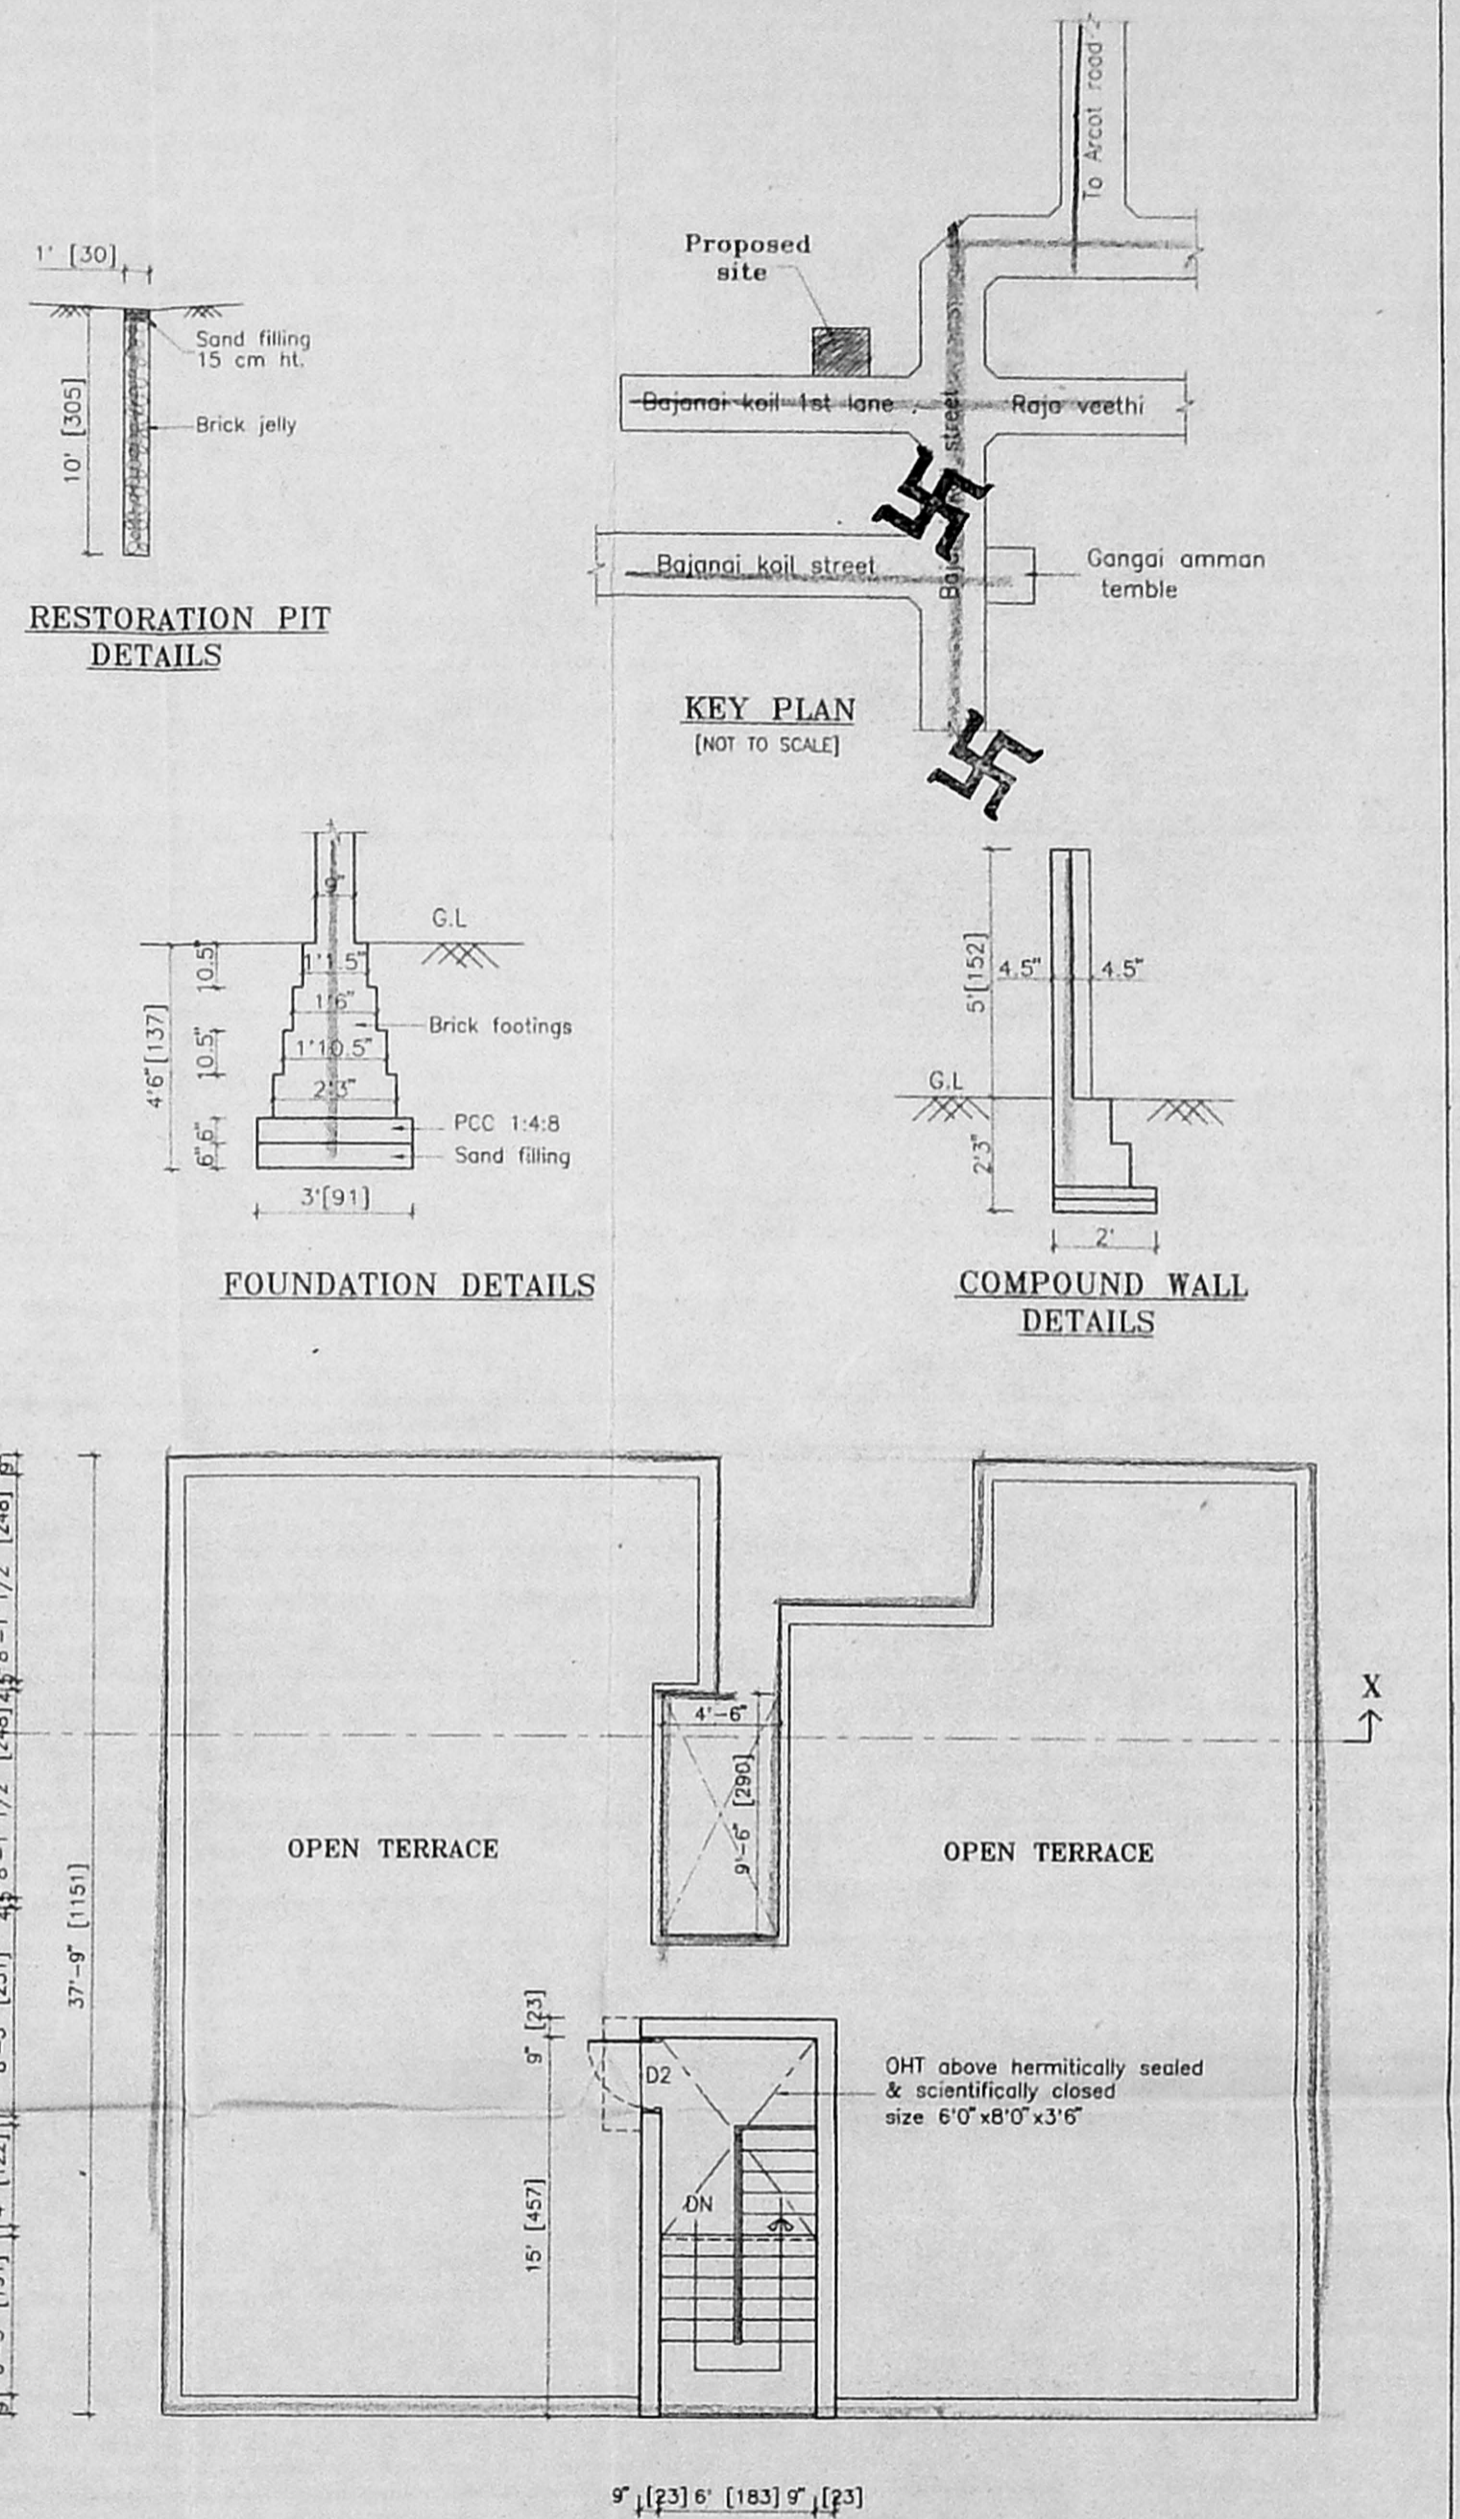 To Arcot road
Proposed
site
1' [30]
Sand filling
15 cm ht.
10' [305]
Brick jelly
Bajanai koil 1st lane
street
Raja veethi
Bajanai koil street
Gangai amman
temble
RESTORATION PIT
DETAILS
KEY PLAN
[NOT TO SCALE]
9"
G.L
10.5"
1'1.5"
1'6"
Brick footings
10.5"
1'10.5"
4'6" [137]
2'3"
6"
PCC 1:4:8
6"
Sand filling
3'[91]
FOUNDATION DETAILS
5'[152]
4.5"
4.5"
G.L
2'3"
2'
COMPOUND WALL
DETAILS
X
4'-6"
9'-6" [290]
OPEN TERRACE
OPEN TERRACE
37'-9" [1151]
9" [23]
D2
OHT above hermitically sealed
& scientifically closed
size 6'0"x8'0"x3'6"
DN
15' [457]
9" [23] 6' [183] 9" [23]